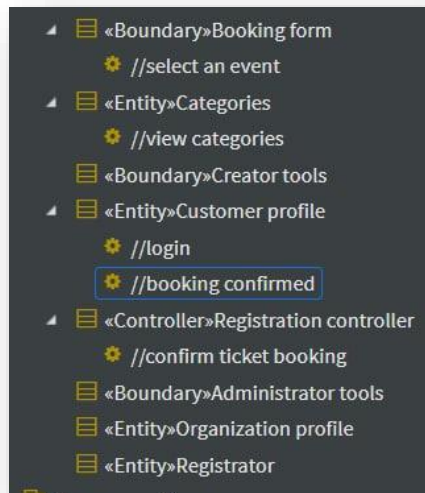 «Boundary»Booking form
//select an event
«Entity»Categories
//view categories
«Boundary»Creator tools
«Entity»Customer profile
//login
//booking confirmed
«Controller»Registration controller
//confirm ticket booking
«Boundary»Administrator tools
«Entity»Organization profile
«Entity»Registrator